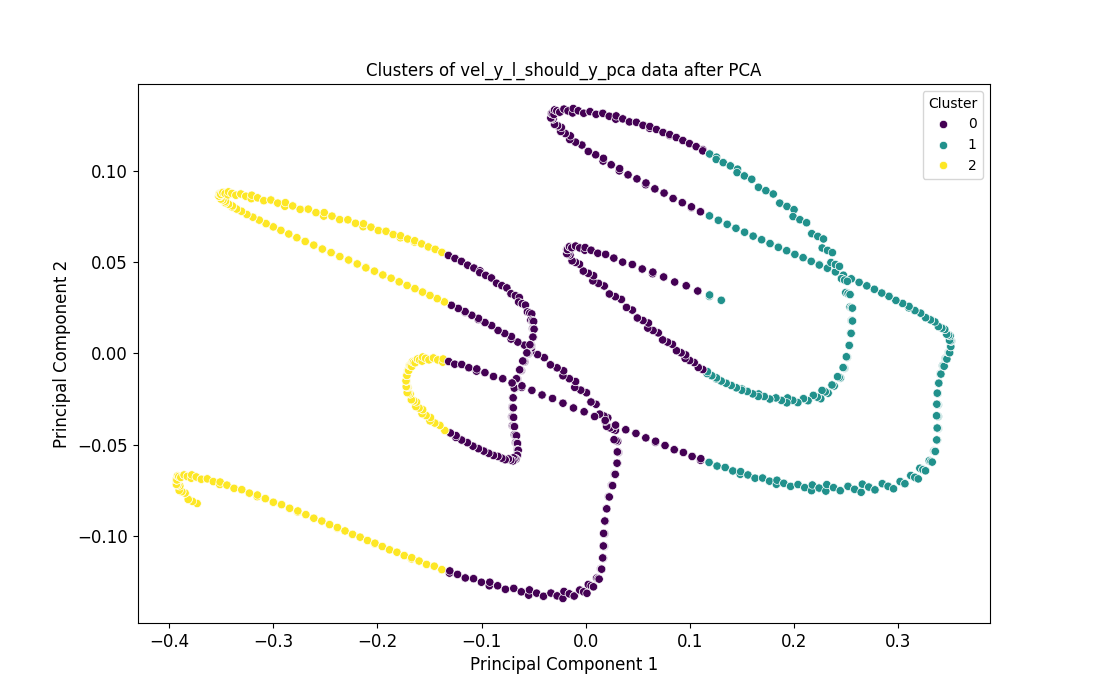 Clusters of vel_y_l_should_y_pca data after PCA
Cluster
0
1
2
0.10
0.05
0.00
−0.05
−0.10
Principal Component 2
−0.4 −0.3 −0.2 −0.1 0.0 0.1 0.2 0.3
Principal Component 1